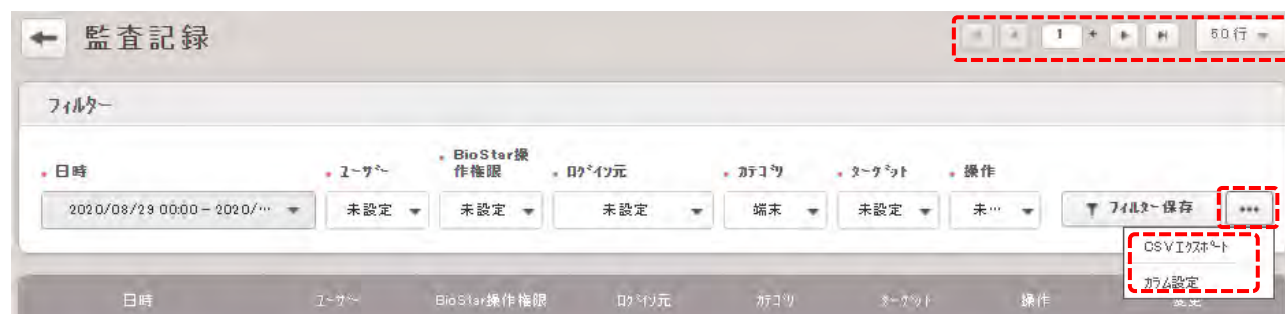 監査記録
1
50行
フィルター
日時
ユーザー
BioStar操
作権限
ログイン元
カテゴリ
ターゲット
操作
2020/08/29 00:00 - 2020/…
未設定
未設定
未設定
端末
未設定
未…
フィルター保存
CSVエクスポート
カラム設定
日時
ユーザー
BioStar操作権限
ログイン元
カテゴリ
ターゲット
操作
変更